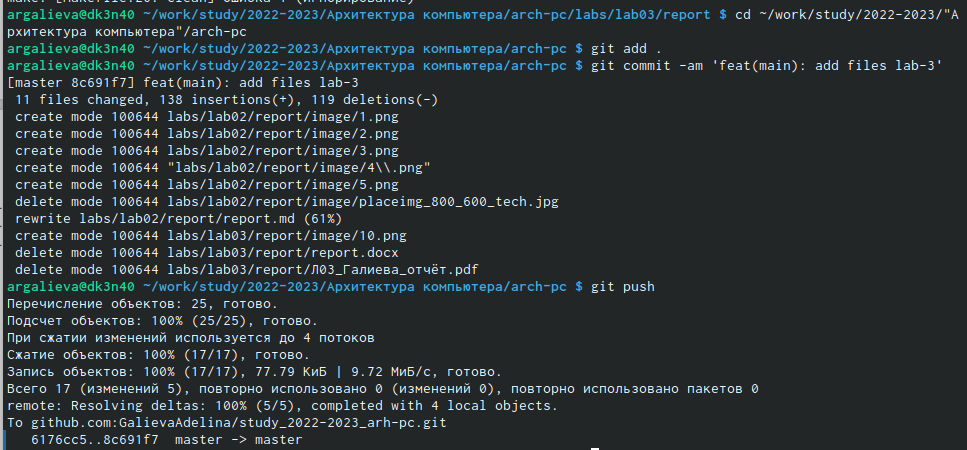 make: [Makefile:20: clean] Ошибка 1 (игнорирование)
argalieva@dk3n40 ~/work/study/2022-2023/Архитектура компьютера/arch-pc/labs/lab03/report $ cd ~/work/study/2022-2023/"А
рхитектура компьютера"/arch-pc
argalieva@dk3n40 ~/work/study/2022-2023/Архитектура компьютера/arch-pc $ git add .
argalieva@dk3n40 ~/work/study/2022-2023/Архитектура компьютера/arch-pc $ git commit -am 'feat(main): add files lab-3'
[master 8c691f7] feat(main): add files lab-3
 11 files changed, 138 insertions(+), 119 deletions(-)
 create mode 100644 labs/lab02/report/image/1.png
 create mode 100644 labs/lab02/report/image/2.png
 create mode 100644 labs/lab02/report/image/3.png
 create mode 100644 "labs/lab02/report/image/4\\.png"
 create mode 100644 labs/lab02/report/image/5.png
 delete mode 100644 labs/lab02/report/image/placeimg_800_600_tech.jpg
 rewrite labs/lab02/report/report.md (61%)
 create mode 100644 labs/lab03/report/image/10.png
 delete mode 100644 labs/lab03/report/report.docx
 delete mode 100644 labs/lab03/report/Л03_Галиева_отчёт.pdf
argalieva@dk3n40 ~/work/study/2022-2023/Архитектура компьютера/arch-pc $ git push
Перечисление объектов: 25, готово.
Подсчет объектов: 100% (25/25), готово.
При сжатии изменений используется до 4 потоков
Сжатие объектов: 100% (17/17), готово.
Запись объектов: 100% (17/17), 77.79 КиБ | 9.72 МиБ/с, готово.
Всего 17 (изменений 5), повторно использовано 0 (изменений 0), повторно использовано пакетов 0
remote: Resolving deltas: 100% (5/5), completed with 4 local objects.
To github.com:GalievaAdelina/study_2022-2023_arh-pc.git
   6176cc5..8c691f7  master -> master